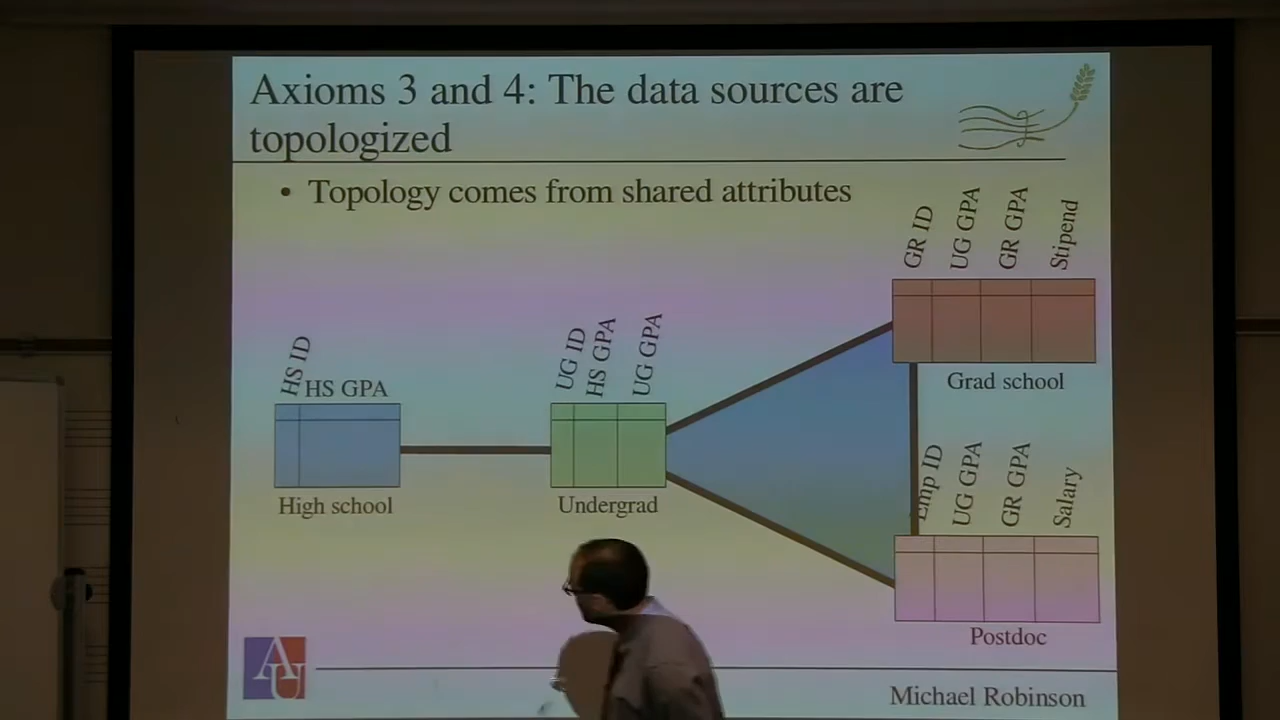 Axioms 3 and 4: The data sources are
topologized
• Topology comes from shared attributes
GR ID
UG GPA
GR GPA
Stipend
Grad school
HS ID
HS GPA
High school
UG ID
HS GPA
UG GPA
Undergrad
Emp ID
UG GPA
GR GPA
Salary
Postdoc
AU
Michael Robinson